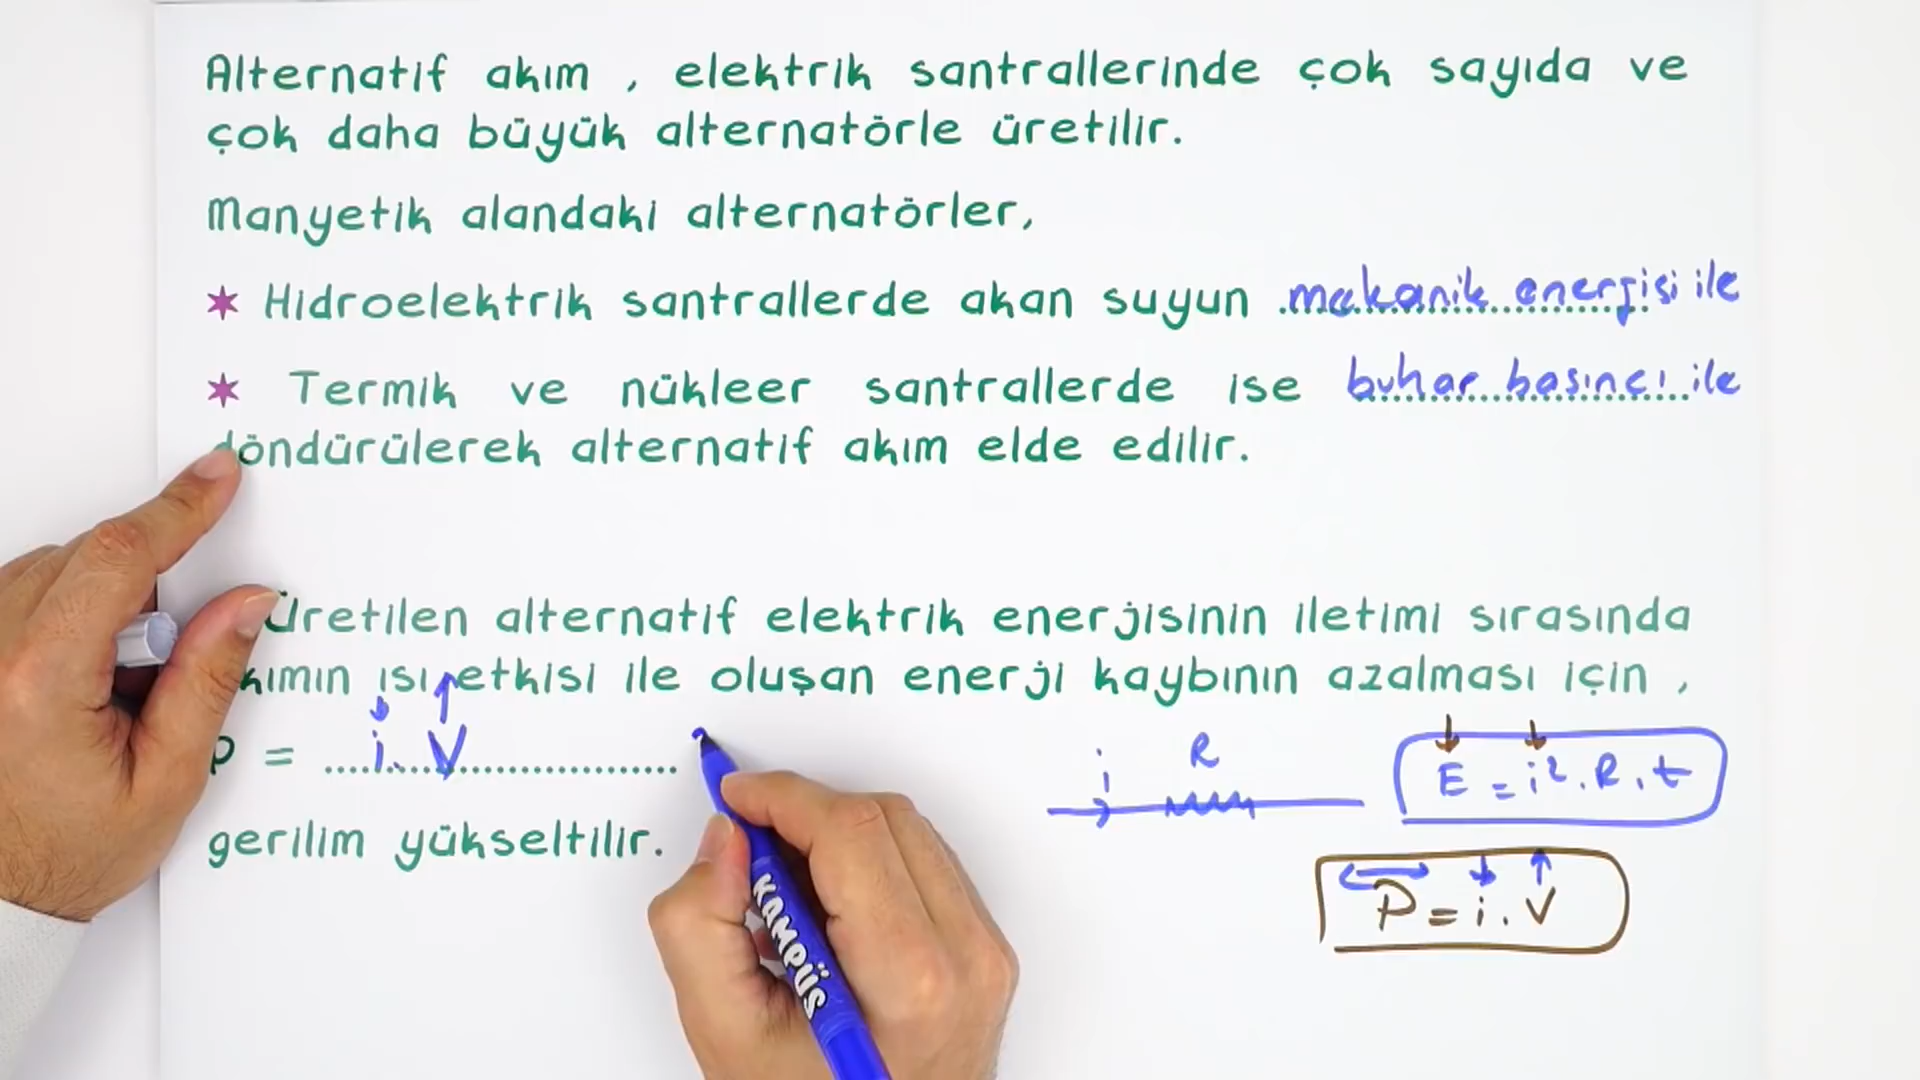 Alternatif akım , elektrik santrallerinde çok sayıda ve
çok daha büyük alternatörle üretilir.
Manyetik alandaki alternatörler,
✶ Hidroelektrik santrallerde akan suyun mekanik enerjisi ile
✶ Termik ve nükleer santrallerde ise buhar basıncı ile
döndürülerek alternatif akım elde edilir.
Üretilen alternatif elektrik enerjisinin iletimi sırasında
kımın ısı etkisi ile oluşan enerji kaybının azalması için ,
P = ....i.V....................
i R
E = i².R.t
gerilim yükseltilir.
P = i.V
KAMPÜS